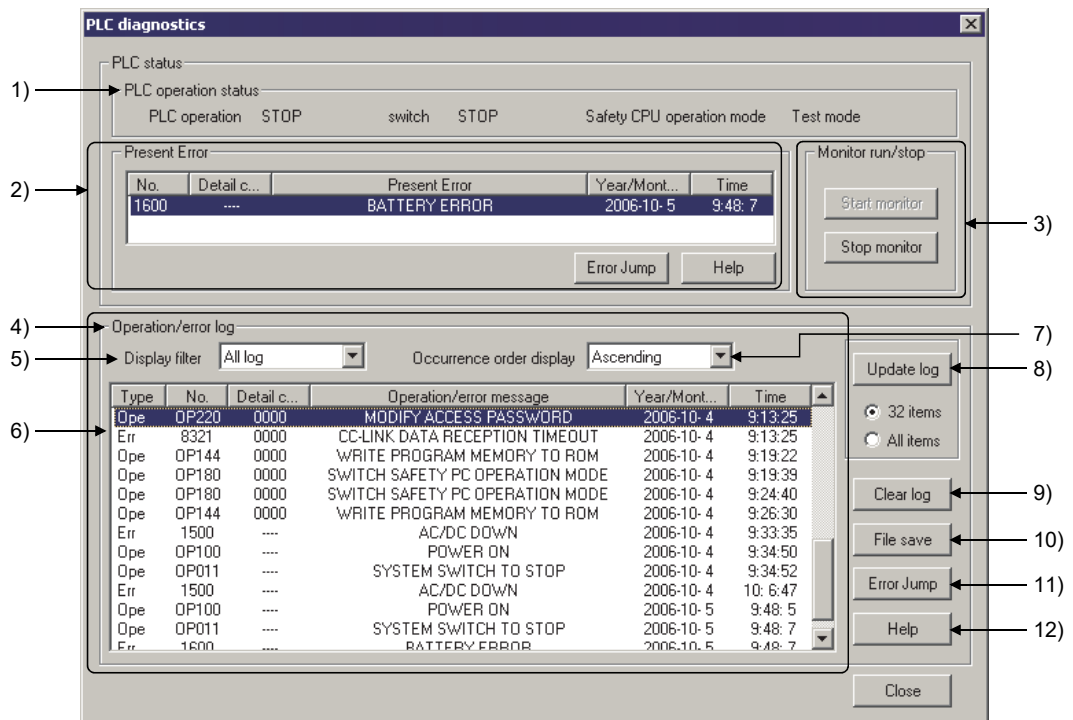 PLC diagnostics
PLC status
1)
PLC operation status
PLC operation STOP switch STOP Safety CPU operation mode Test mode
Present Error
Monitor run/stop
2)
No. Detail c... Present Error Year/Mont... Time
1600 ---- BATTERY ERROR 2006-10- 5 9:48: 7
Start monitor
3)
Stop monitor
Error Jump Help
4)
Operation/error log
7)
5)
Display filter All log Occurrence order display Ascending
Update log
8)
Type No. Detail c... Operation/error message Year/Mont... Time
Ope OP220 0000 MODIFY ACCESS PASSWORD 2006-10- 4 9:13:25
32 items
6)
Err 8321 0000 CC-LINK DATA RECEPTION TIMEOUT 2006-10- 4 9:13:25
All items
Ope OP144 0000 WRITE PROGRAM MEMORY TO ROM 2006-10- 4 9:19:22
Ope OP180 0000 SWITCH SAFETY PC OPERATION MODE 2006-10- 4 9:19:39
Ope OP180 0000 SWITCH SAFETY PC OPERATION MODE 2006-10- 4 9:24:40
Clear log
9)
Ope OP144 0000 WRITE PROGRAM MEMORY TO ROM 2006-10- 4 9:26:30
Err 1500 ---- AC/DC DOWN 2006-10- 4 9:33:35
File save
10)
Ope OP100 ---- POWER ON 2006-10- 4 9:34:50
Ope OP011 ---- SYSTEM SWITCH TO STOP 2006-10- 4 9:34:52
Error Jump
11)
Err 1500 ---- AC/DC DOWN 2006-10- 4 10: 6:47
Ope OP100 ---- POWER ON 2006-10- 5 9:48: 5
Ope OP011 ---- SYSTEM SWITCH TO STOP 2006-10- 5 9:48: 7
Help
12)
Err 1600 ---- BATTERY ERROR 2006-10- 5 9:48: 7
Close